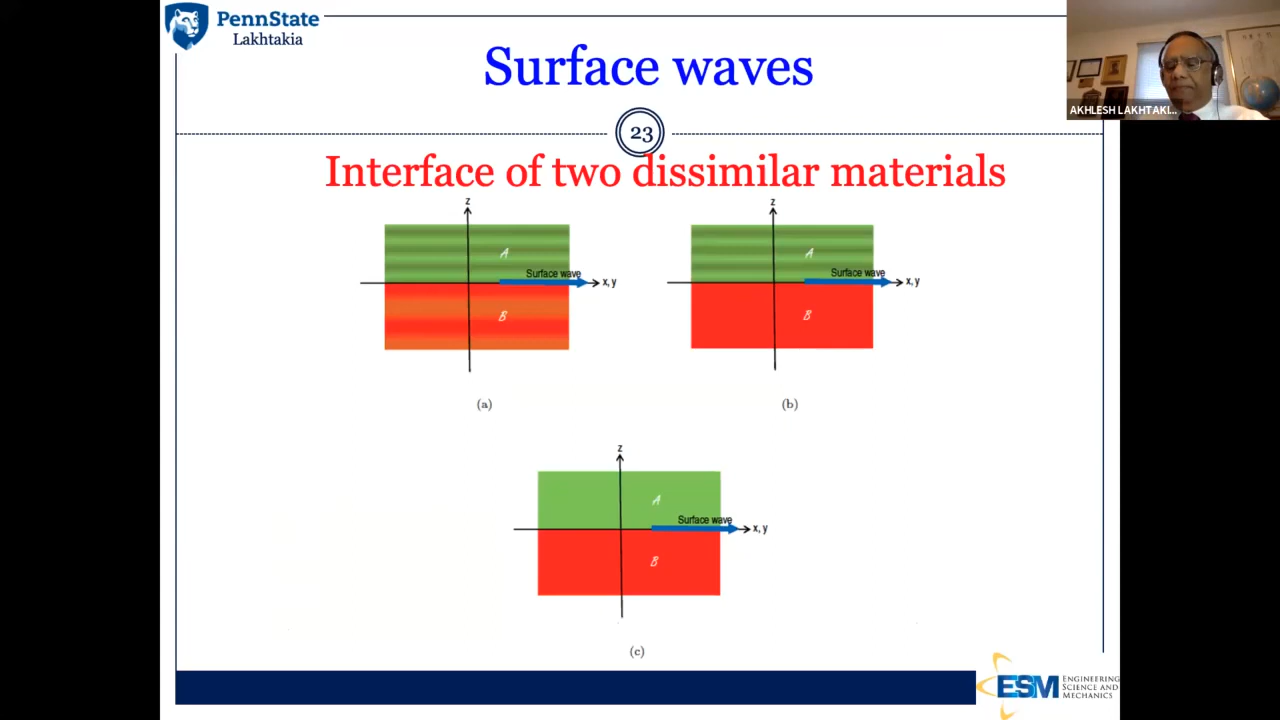 PennState
Lakhtakia
Surface waves
23
Interface of two dissimilar materials
z
A
Surface wave
x, y
B
(a)
z
A
Surface wave
x, y
B
(b)
z
A
Surface wave
x, y
B
(c)
ESM
ENGINEERING
SCIENCE AND
MECHANICS
AKHLESH LAKHTAKI...